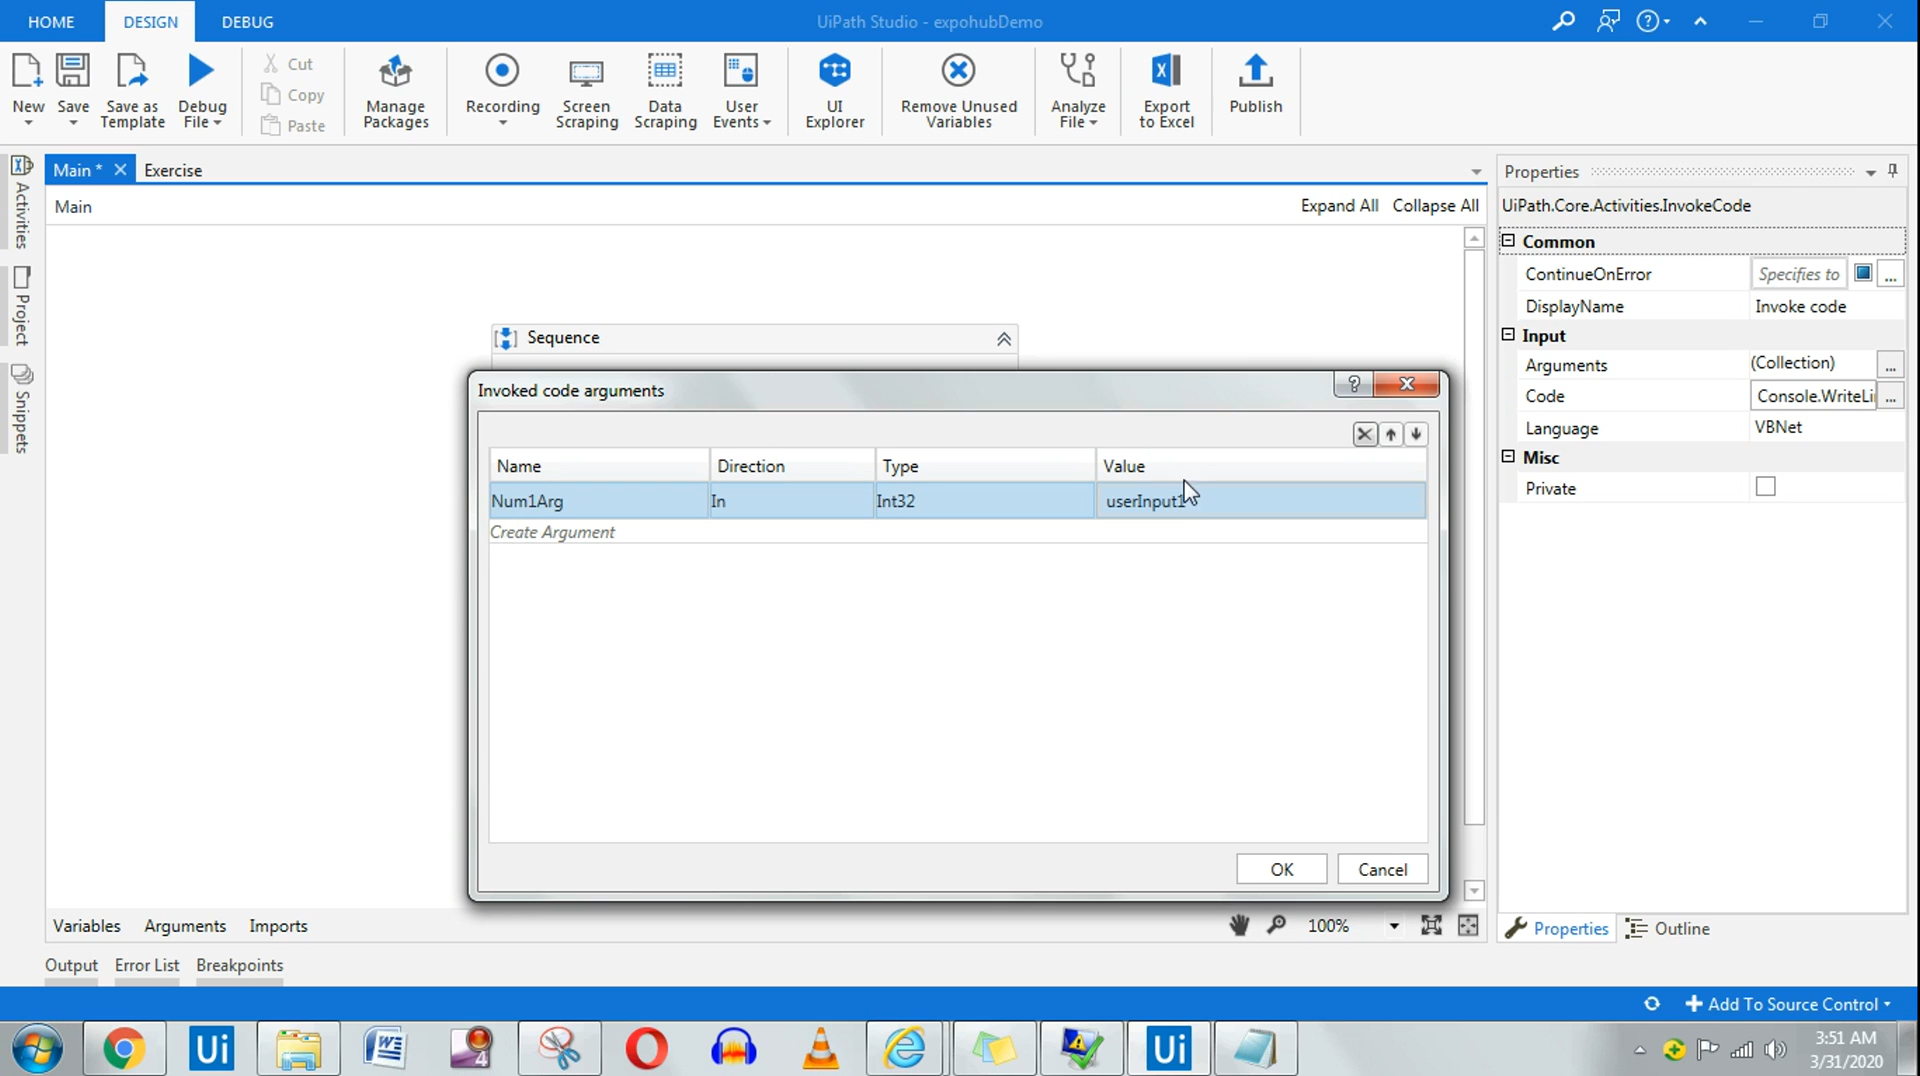 HOME DESIGN DEBUG UiPath Studio - expohubDemo
New Save Save as Template Debug File Cut Copy Paste Manage Packages Recording Screen Scraping Data Scraping User Events UI Explorer Remove Unused Variables Analyze File Export to Excel Publish
Main * Exercise
Main Expand All Collapse All
Activities
Project
Snippets
Sequence
Invoked code arguments
Name Direction Type Value
Num1Arg In Int32 userInput1
Create Argument
OK Cancel
Properties
UiPath.Core.Activities.InvokeCode
Common
ContinueOnError Specifies to ...
DisplayName Invoke code
Input
Arguments (Collection) ...
Code Console.WriteLi ...
Language VBNet
Misc
Private
Variables Arguments Imports 100%
Properties Outline
Output Error List Breakpoints
Add To Source Control
Ui W 4 Ui
3:51 AM
3/31/2020